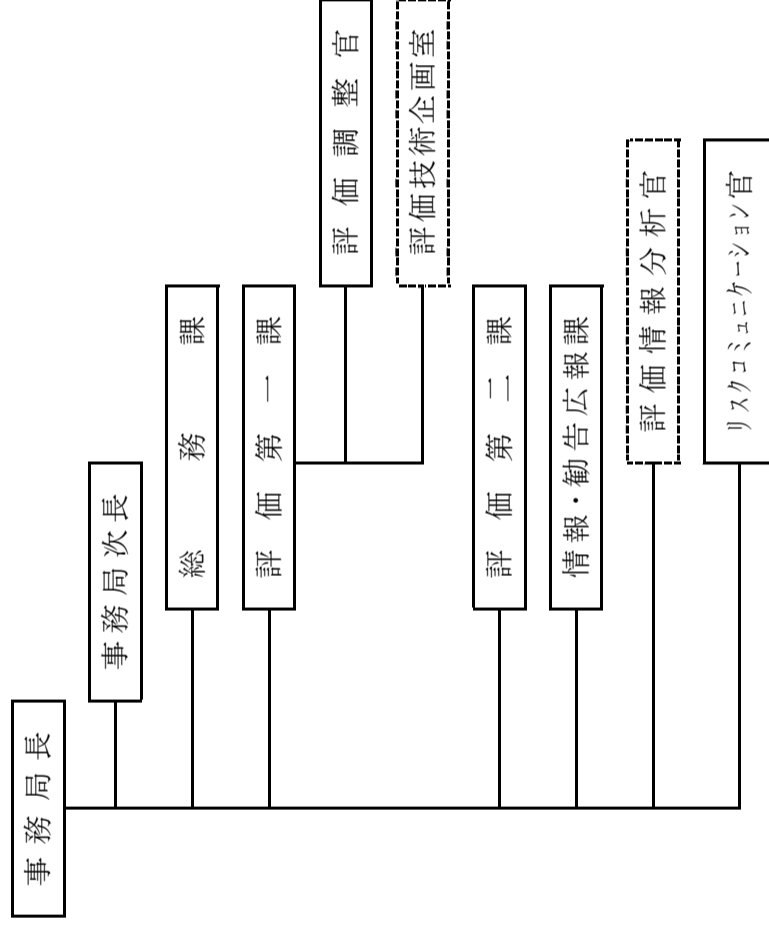 事務局長
事務局次長
総務課
評価第一課
評価調整官
評価技術企画室
評価第二課
情報・勧告広報課
評価情報分析官
リスクコミュニケーション官